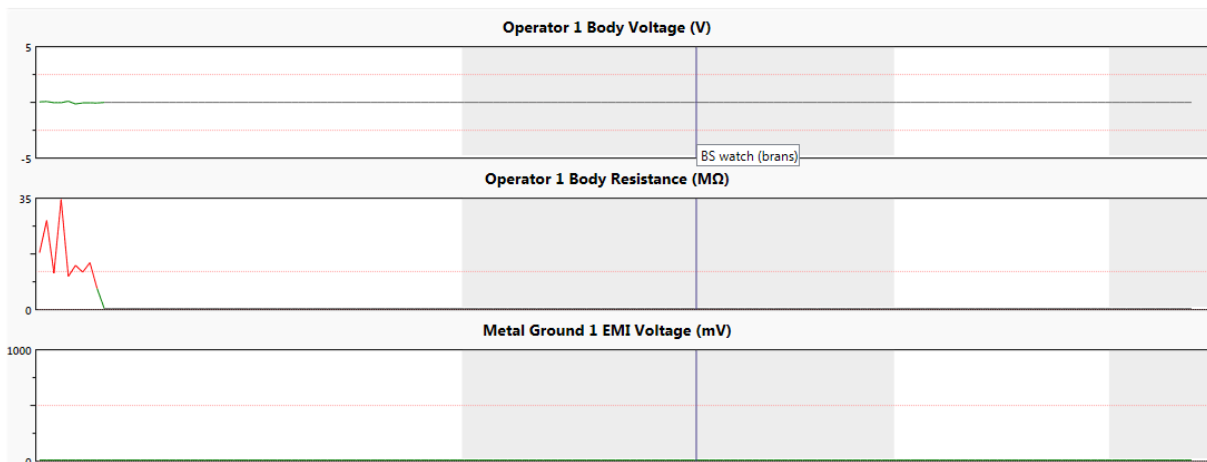 Operator 1 Body Voltage (V)
5
-5
BS watch (brans)
Operator 1 Body Resistance (MΩ)
35
0
Metal Ground 1 EMI Voltage (mV)
1000
0